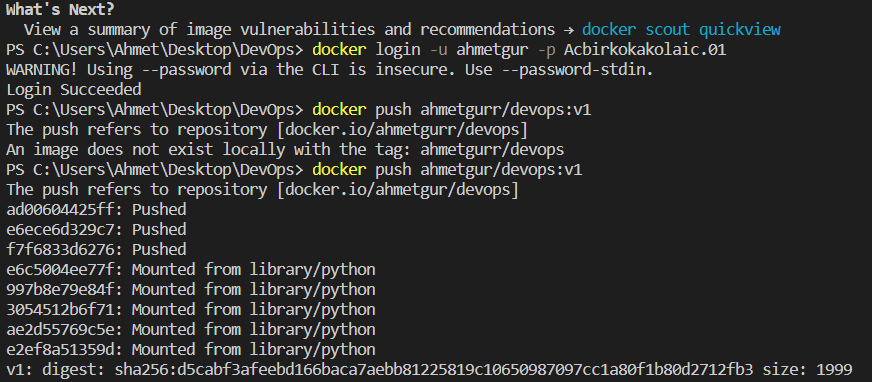 What's Next?
View a summary of image vulnerabilities and recommendations → docker scout quickview
PS C:\Users\Ahmet\Desktop\DevOps> docker login -u ahmetgur -p Acbirkokakolaic.01
WARNING! Using --password via the CLI is insecure. Use --password-stdin.
Login Succeeded
PS C:\Users\Ahmet\Desktop\DevOps> docker push ahmetgurr/devops:v1
The push refers to repository [docker.io/ahmetgurr/devops]
An image does not exist locally with the tag: ahmetgurr/devops
PS C:\Users\Ahmet\Desktop\DevOps> docker push ahmetgur/devops:v1
The push refers to repository [docker.io/ahmetgur/devops]
ad00604425ff: Pushed
e6ece6d329c7: Pushed
f7f6833d6276: Pushed
e6c5004ee77f: Mounted from library/python
997b8e79e84f: Mounted from library/python
3054512b6f71: Mounted from library/python
ae2d55769c5e: Mounted from library/python
e2ef8a51359d: Mounted from library/python
v1: digest: sha256:d5cabf3afeebd166baca7aebb81225819c10650987097cc1a80f1b80d2712fb3 size: 1999